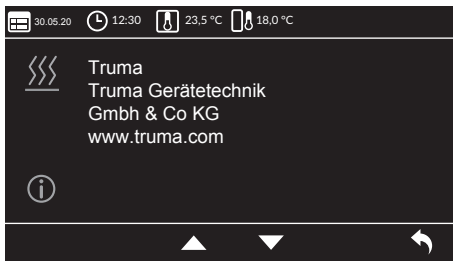 30.05.20 12:30 23,5 °C 18,0 °C
Truma
Truma Gerätetechnik
Gmbh & Co KG
www.truma.com